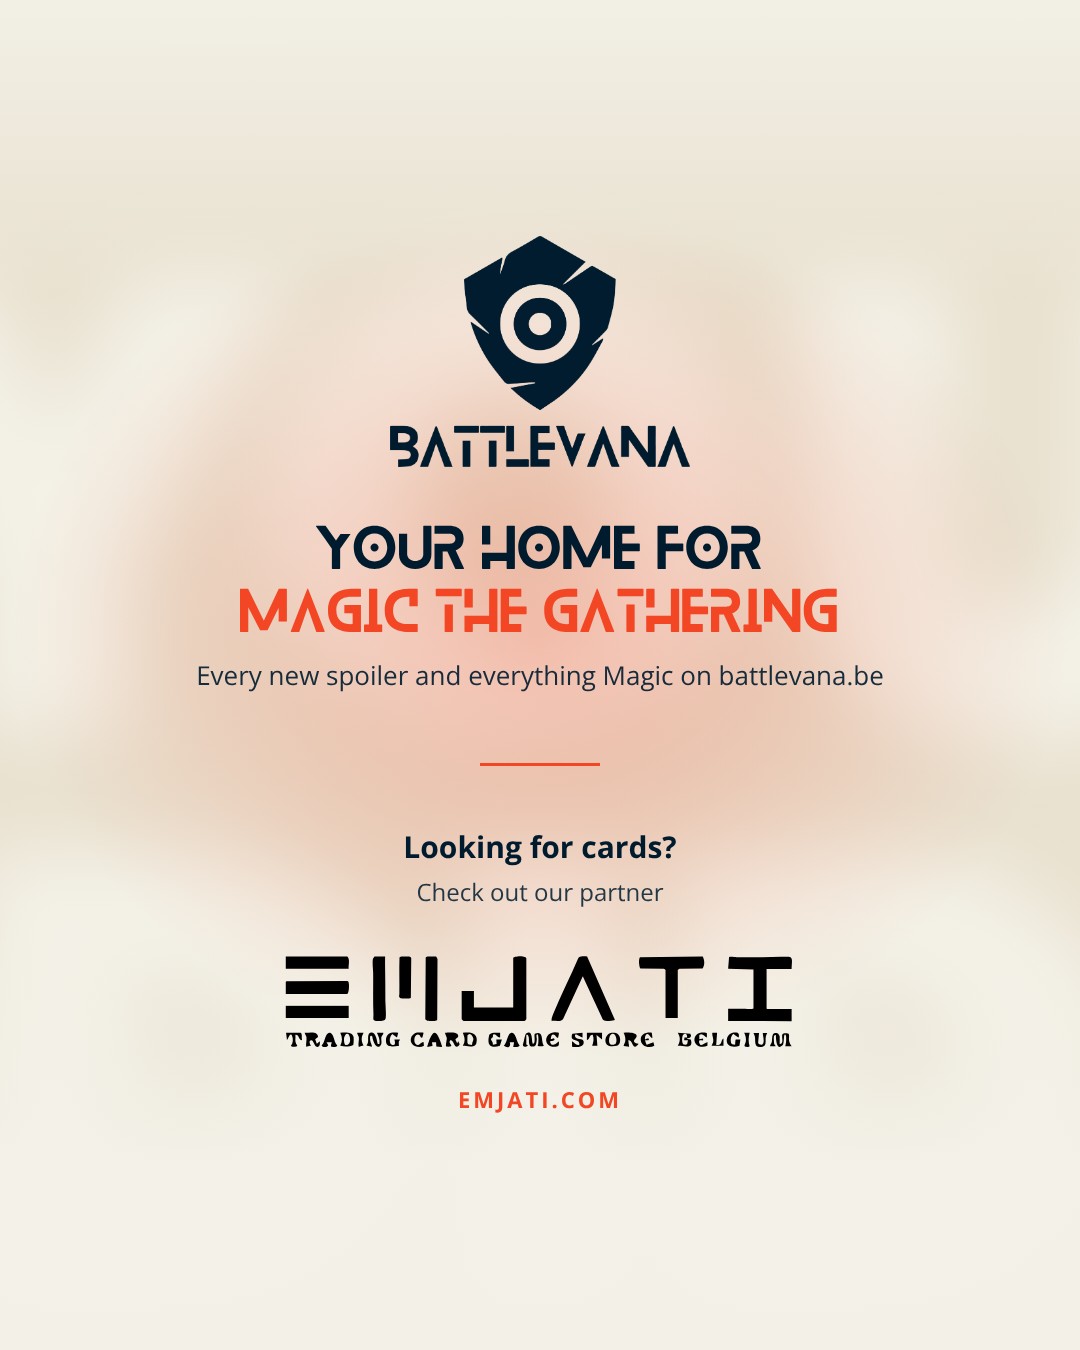 BATTLEVANA
YOUR HOME FOR
MAGIC THE GATHERING
Every new spoiler and everything Magic on battlevana.be
Looking for cards?
Check out our partner
EMJATI
TRADING CARD GAME STORE BELGIUM
EMJATI.COM